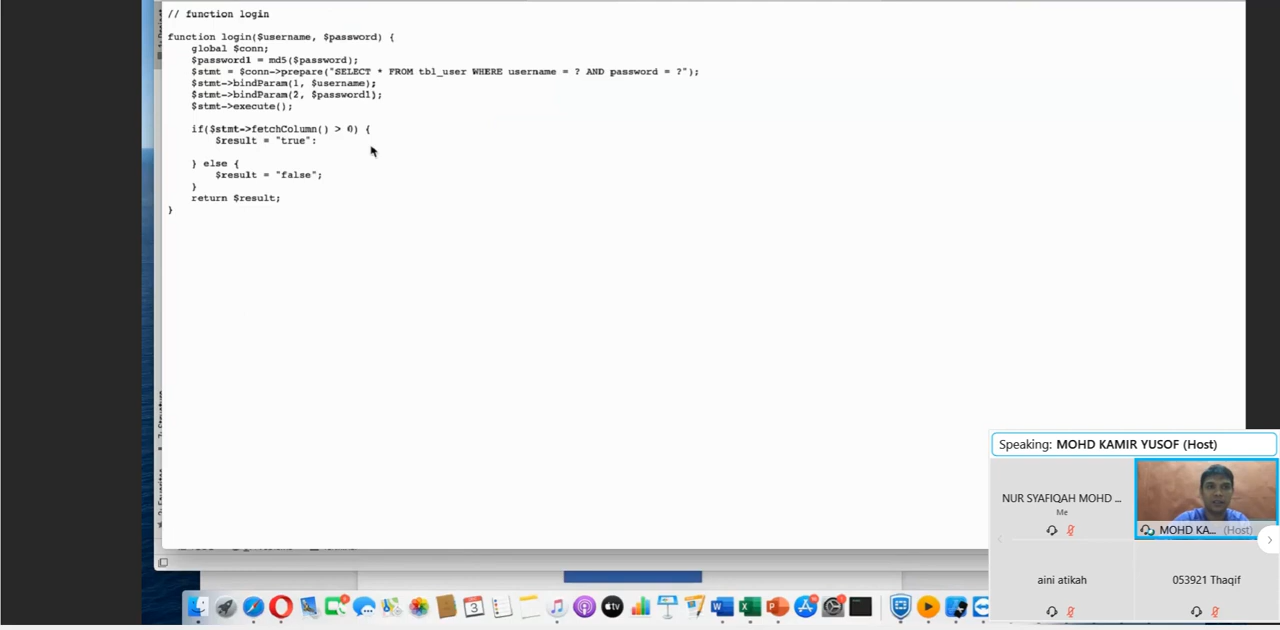 // function login
function login($username, $password) {
global $conn;
$password1 = md5($password);
$stmt = $conn->prepare("SELECT * FROM tbl_user WHERE username = ? AND password = ?");
$stmt->bindParam(1, $username);
$stmt->bindParam(2, $password1);
$stmt->execute();
if($stmt->fetchColumn() > 0) {
$result = "true":
} else {
$result = "false";
}
return $result;
}
Speaking: MOHD KAMIR YUSOF (Host)
NUR SYAFIQAH MOHD ...
Me
MOHD KA... (Host)
aini atikah
053921 Thaqif